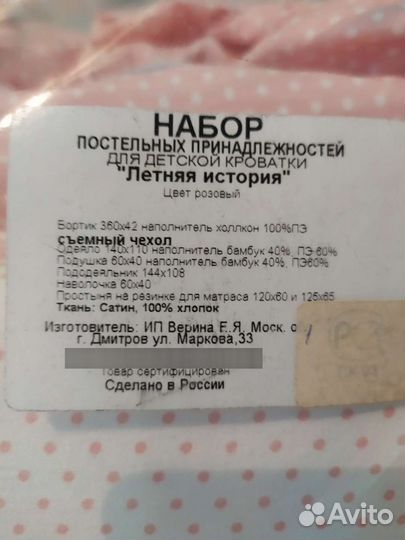 НАБОР
ПОСТЕЛЬНЫХ ПРИНАДЛЕЖНОСТЕЙ
ДЛЯ ДЕТСКОЙ КРОВАТКИ
"Летняя история"
Цвет розовый
Бортик 360х42 наполнитель холлкон 100%ПЭ
съемный чехол
Одеяло 140х110 наполнитель бамбук 40%, ПЭ 60%
Подушка 60х40 наполнитель бамбук 40%, ПЭ60%
Пододеяльник 144х108
Наволочка 60х40
Простыня на резинке для матраса 120х60 и 125х65
Ткань: Сатин, 100% хлопок
Изготовитель: ИП Верина Е.Я. Моск. о
г. Дмитров ул. Маркова,33
Товар сертифицирован
Сделано в России
Avito